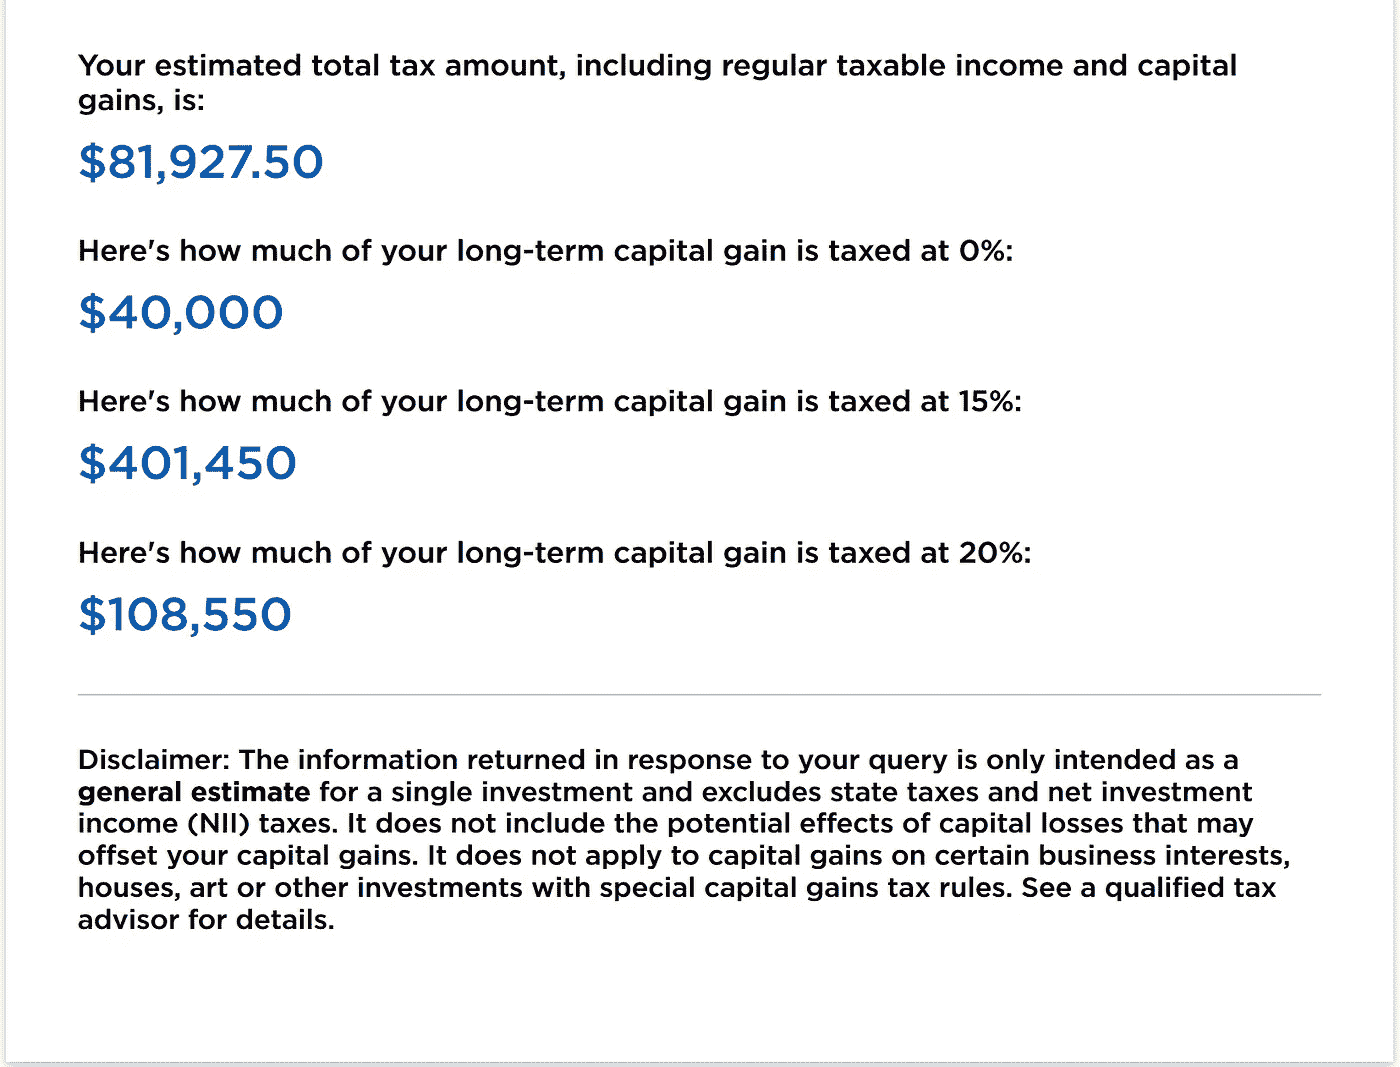 Your estimated total tax amount, including regular taxable income and capital
gains, is:
$81,927.50
Here's how much of your long-term capital gain is taxed at 0%:
$40,000
Here's how much of your long-term capital gain is taxed at 15%:
$401,450
Here's how much of your long-term capital gain is taxed at 20%:
$108,550
Disclaimer: The information returned in response to your query is only intended as a
general estimate for a single investment and excludes state taxes and net investment
income (NII) taxes. It does not include the potential effects of capital losses that may
offset your capital gains. It does not apply to capital gains on certain business interests,
houses, art or other investments with special capital gains tax rules. See a qualified tax
advisor for details.